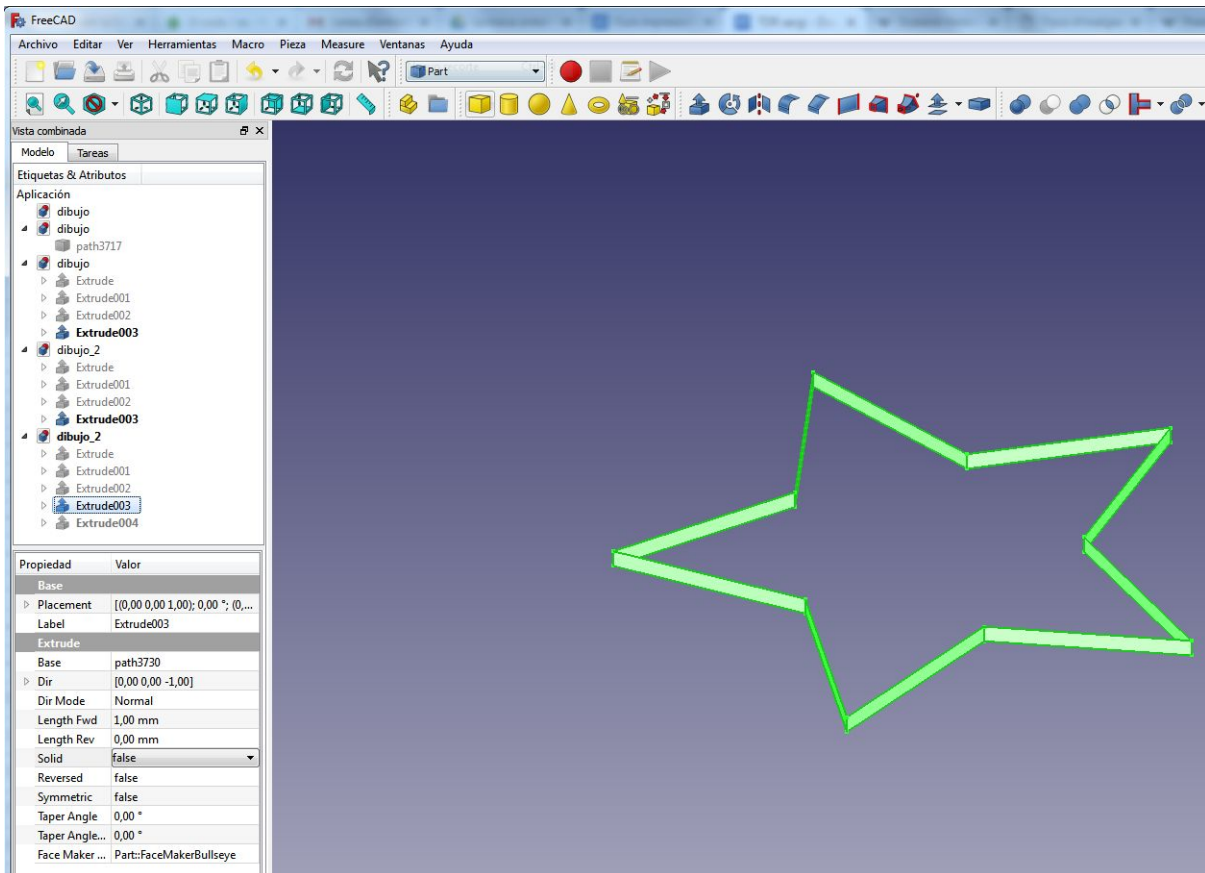 FreeCAD
Archivo Editar Ver Herramientas Macro Pieza Measure Ventanas Ayuda
Part
Vista combinada
Modelo Tareas
Etiquetas & Atributos
Aplicación
dibujo
dibujo
path3717
dibujo
Extrude
Extrude001
Extrude002
Extrude003
dibujo_2
Extrude
Extrude001
Extrude002
Extrude003
dibujo_2
Extrude
Extrude001
Extrude002
Extrude003
Extrude004
Propiedad Valor
Base
Placement [(0,00 0,00 1,00); 0,00 °; (0,...
Label Extrude003
Extrude
Base path3730
Dir [0,00 0,00 -1,00]
Dir Mode Normal
Length Fwd 1,00 mm
Length Rev 0,00 mm
Solid false
Reversed false
Symmetric false
Taper Angle 0,00 °
Taper Angle... 0,00 °
Face Maker ... Part::FaceMakerBullseye